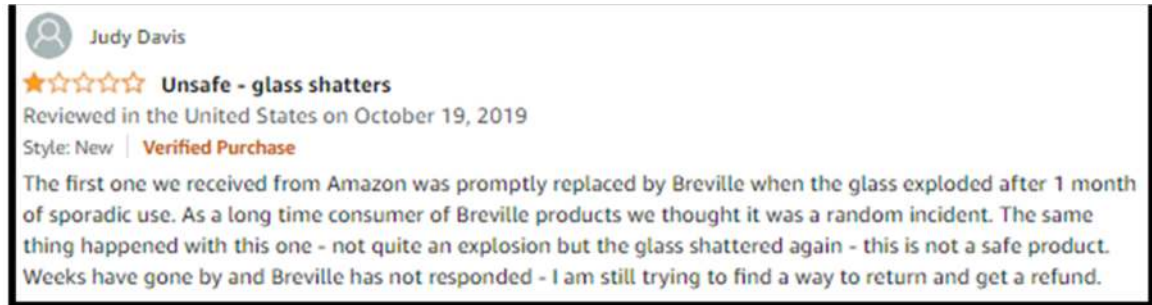 Judy Davis
Unsafe - glass shatters
Reviewed in the United States on October 19, 2019
Style: New | Verified Purchase
The first one we received from Amazon was promptly replaced by Breville when the glass exploded after 1 month
of sporadic use. As a long time consumer of Breville products we thought it was a random incident. The same
thing happened with this one - not quite an explosion but the glass shattered again - this is not a safe product.
Weeks have gone by and Breville has not responded - I am still trying to find a way to return and get a refund.